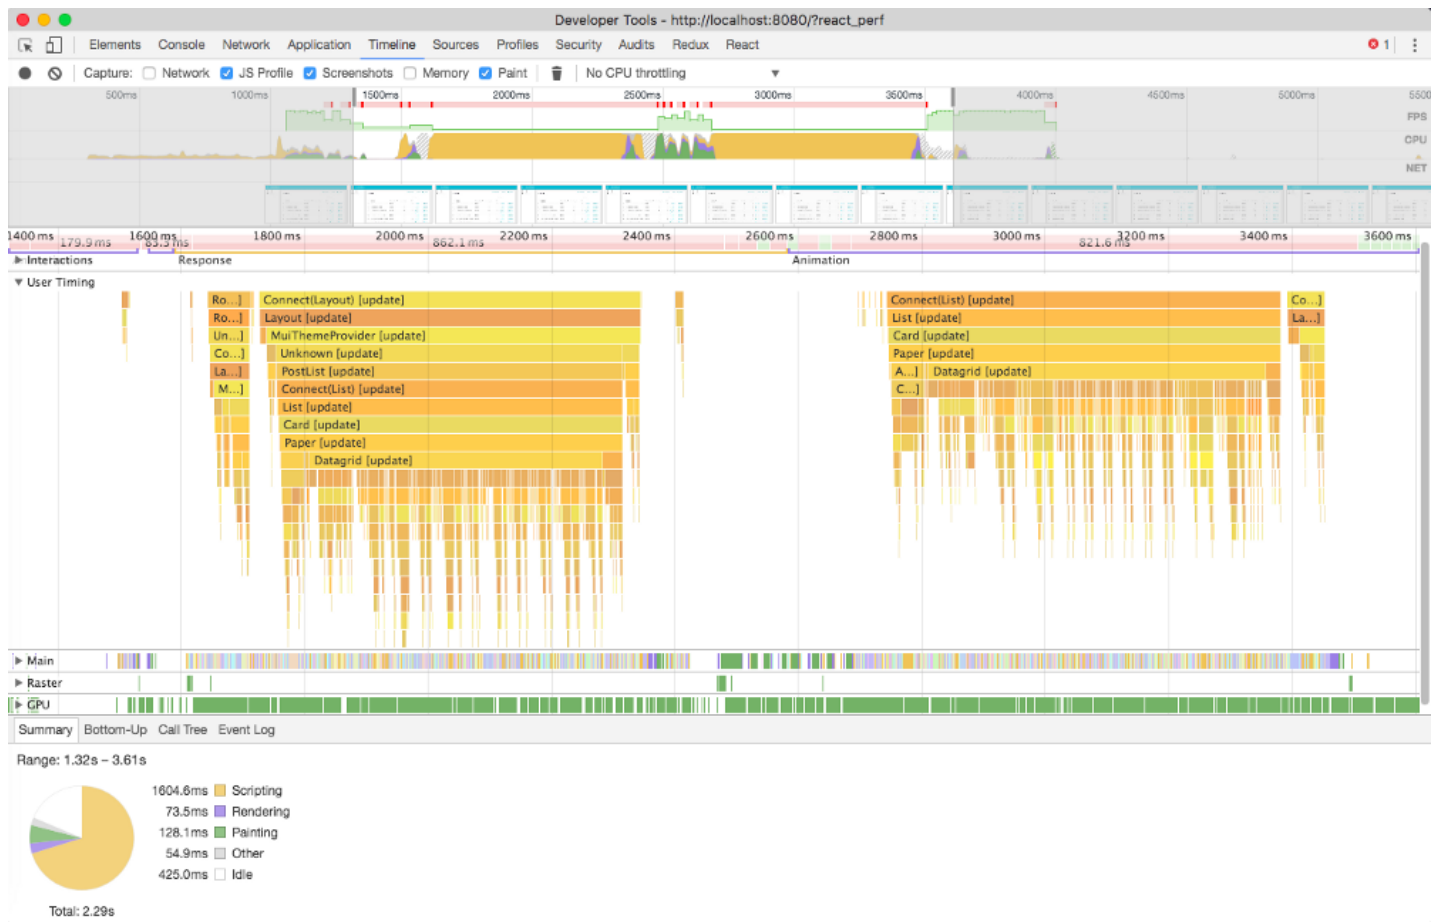 Developer Tools - http://localhost:8080/?react_perf
Elements Console Network Application Timeline Sources Profiles Security Audits Redux React 1
Capture: Network JS Profile Screenshots Memory Paint No CPU throttling
500ms 1000ms 1500ms 2000ms 2500ms 3000ms 3500ms 4000ms 4500ms 5000ms 5500
FPS
CPU
NET
1400 ms 1600 ms 1800 ms 2000 ms 2200 ms 2400 ms 2600 ms 2800 ms 3000 ms 3200 ms 3400 ms 3600 ms
179.9 ms 83.3 ms 862.1 ms 821.6 ms
Interactions Response Animation
User Timing
Ro...] Connect(Layout) [update] Connect(List) [update] Co...]
Ro...] Layout [update] List [update] La...]
Un...] MuiThemeProvider [update] Card [update]
Co...] Unknown [update] Paper [update]
La...] PostList [update] A...] Datagrid [update]
M...] Connect(List) [update] C...]
List [update]
Card [update]
Paper [update]
Datagrid [update]
Main
Raster
GPU
Summary Bottom-Up Call Tree Event Log
Range: 1.32s – 3.61s
1604.6ms Scripting
73.5ms Rendering
128.1ms Painting
54.9ms Other
425.0ms Idle
Total: 2.29s